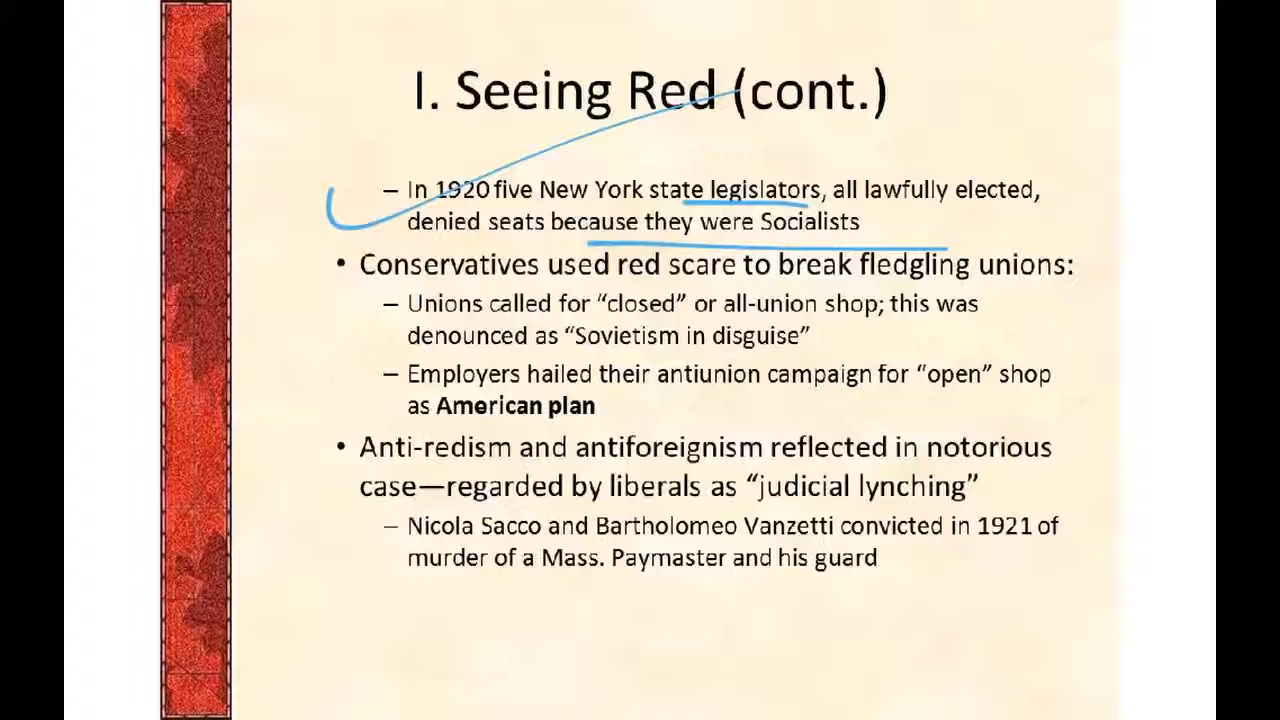 I. Seeing Red (cont.)
– In 1920 five New York state legislators, all lawfully elected,
denied seats because they were Socialists
• Conservatives used red scare to break fledgling unions:
– Unions called for “closed” or all-union shop; this was
denounced as “Sovietism in disguise”
– Employers hailed their antiunion campaign for “open” shop
as American plan
• Anti-redism and antiforeignism reflected in notorious
case—regarded by liberals as “judicial lynching”
– Nicola Sacco and Bartholomeo Vanzetti convicted in 1921 of
murder of a Mass. Paymaster and his guard